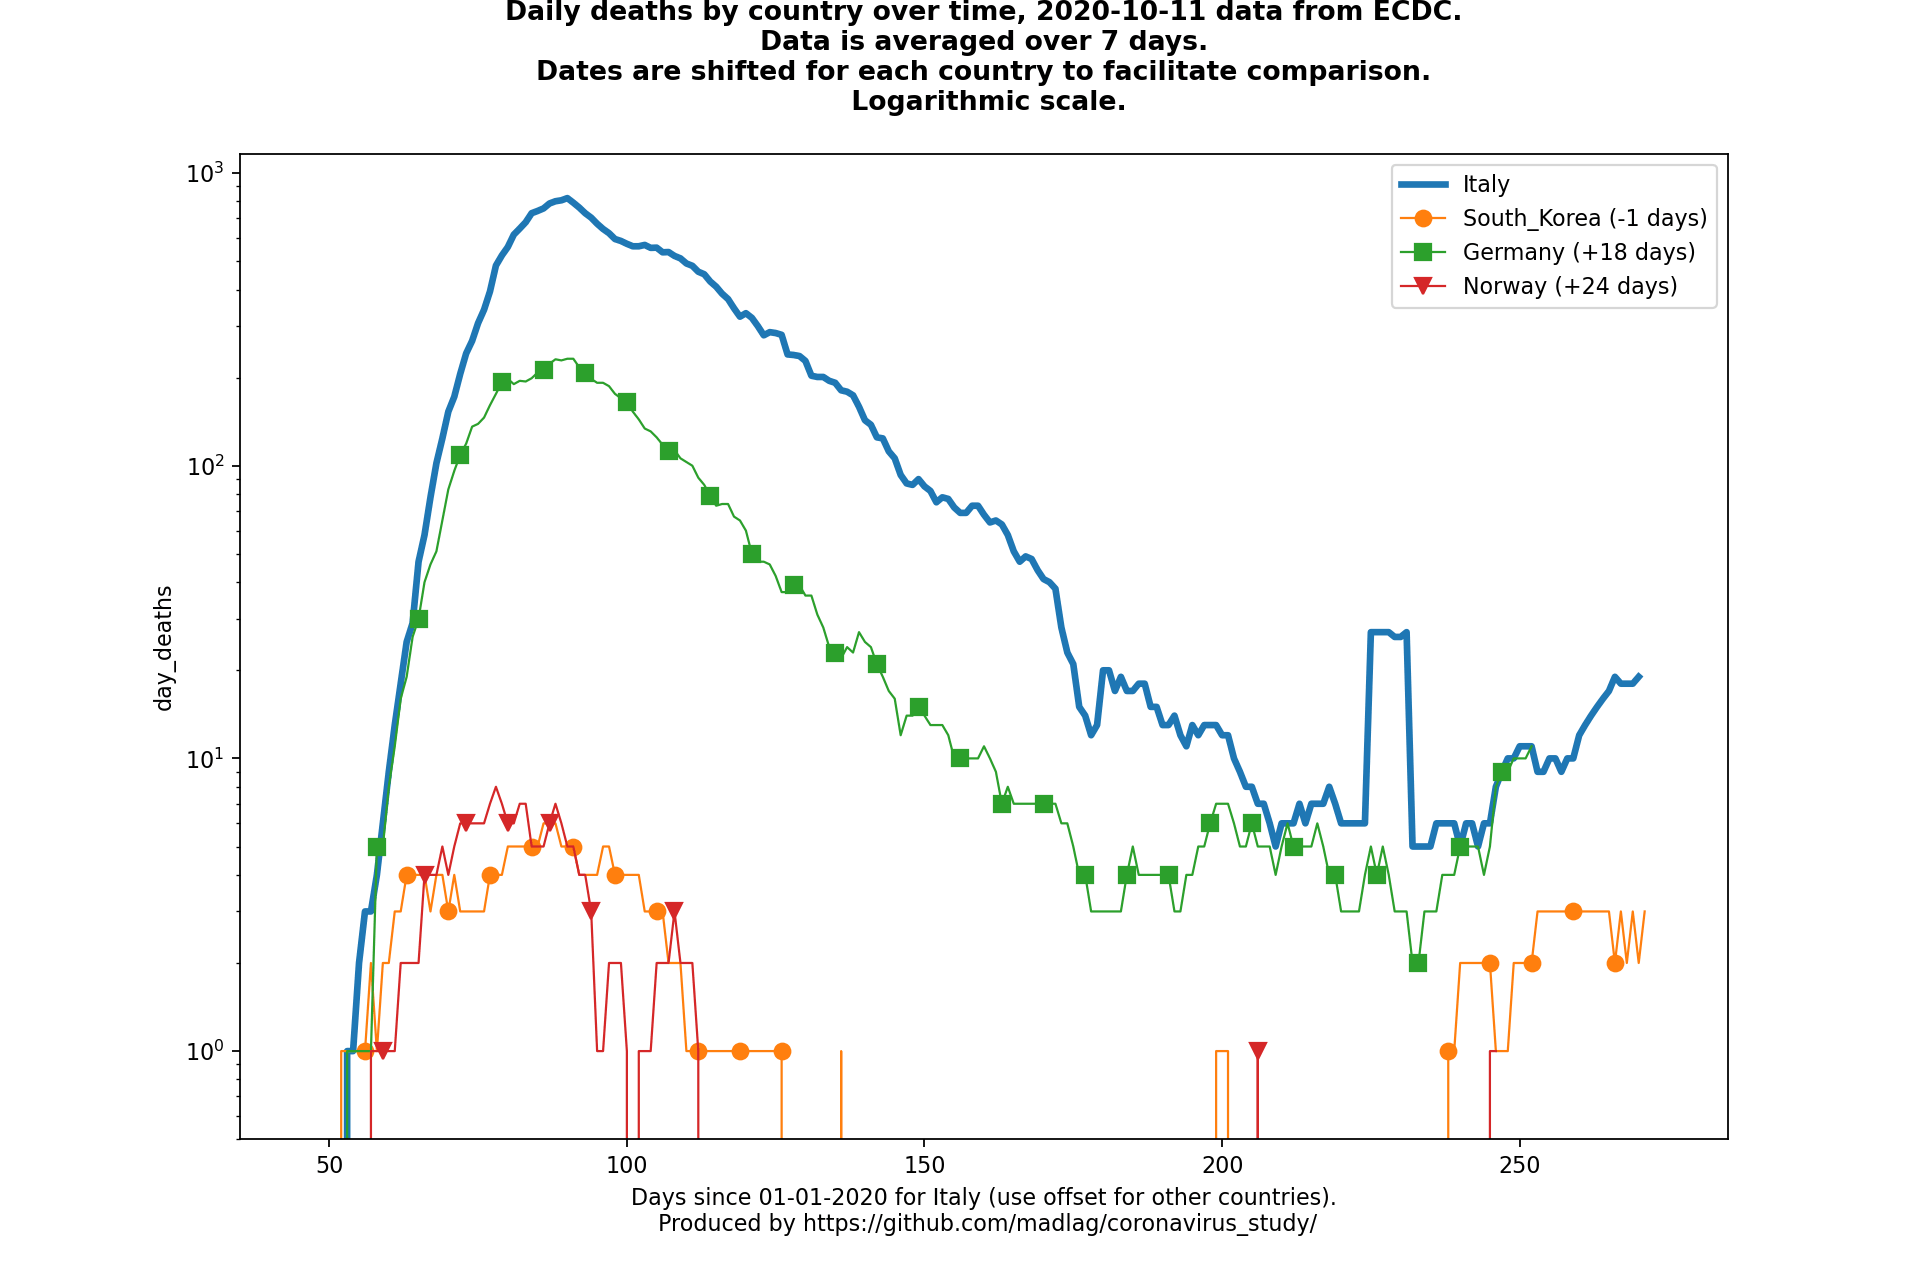 Daily deaths by country over time, 2020-10-11 data from ECDC.
Data is averaged over 7 days.
Dates are shifted for each country to facilitate comparison.
Logarithmic scale.
10³
10²
10¹
10⁰
day_deaths
Italy
South_Korea (-1 days)
Germany (+18 days)
Norway (+24 days)
50 100 150 200 250
Days since 01-01-2020 for Italy (use offset for other countries).
Produced by https://github.com/madlag/coronavirus_study/